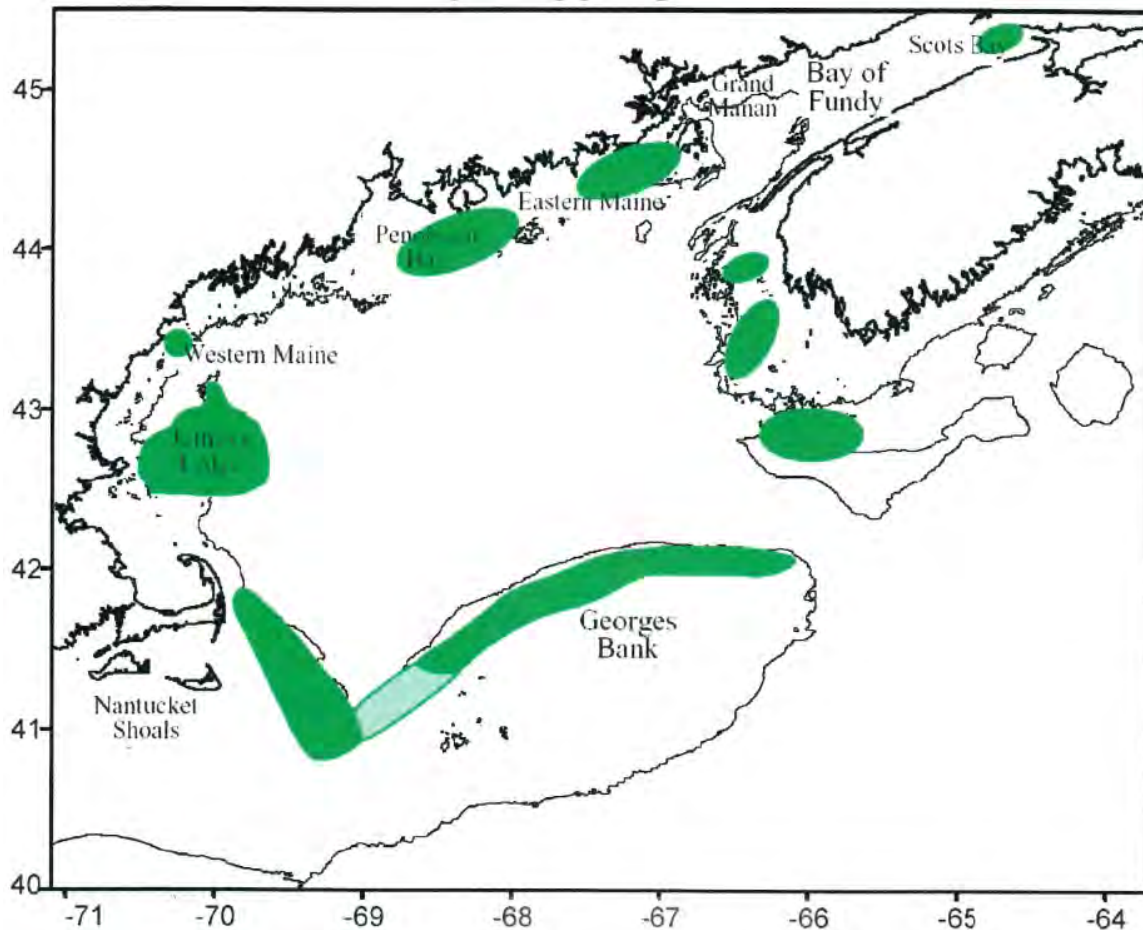 Scots Bay
45
Grand
Manan
Bay of
Fundy
Eastern Maine
44
Western Maine
43
42
Georges
Bank
Nantucket
Shoals
41
40
-71
-70
-69
-68
-67
-66
-65
-64